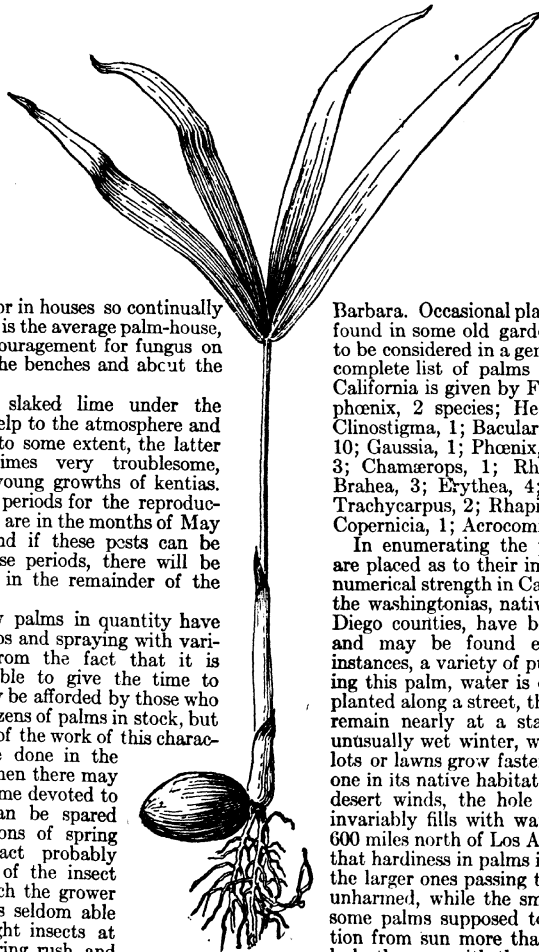 or in houses so continually
is the average palm-house,
ouragement for fungus on
he benches and about the
slaked lime under the
elp to the atmosphere and
to some extent, the latter
imes very troublesome,
young growths of kentias.
periods for the reproduc-
are in the months of May
nd if these pests can be
se periods, there will be
in the remainder of the
palms in quantity have
os and spraying with vari-
rom the fact that it is
ble to give the time to
be afforded by those who
zens of palms in stock, but
of the work of this charac-
done in the
hen there may
me devoted to
an be spared
ons of spring
act probably
of the insect
ch the grower
s seldom able
ght insects at
ring rush and
Barbara. Occasional pla
found in some old gard
to be considered in a gen
complete list of palms
California is given by F
phœnix, 2 species; He
Clinostigma, 1; Bacular
10; Gaussia, 1; Phœnix,
3; Chamærops, 1; Rh
Brahea, 3; Erythea, 4;
Trachycarpus, 2; Rhapi
Copernicia, 1; Acrocomi
In enumerating the
are placed as to their im
numerical strength in Ca
the washingtonias, nativ
Diego counties, have b
and may be found e
instances, a variety of pu
ing this palm, water is
planted along a street, th
remain nearly at a sta
unusually wet winter, w
lots or lawns grow faster
one in its native habitat
desert winds, the hole
invariably fills with wa
600 miles north of Los A
that hardiness in palms i
the larger ones passing t
unharmed, while the sm
some palms supposed to
tion from sun more tha